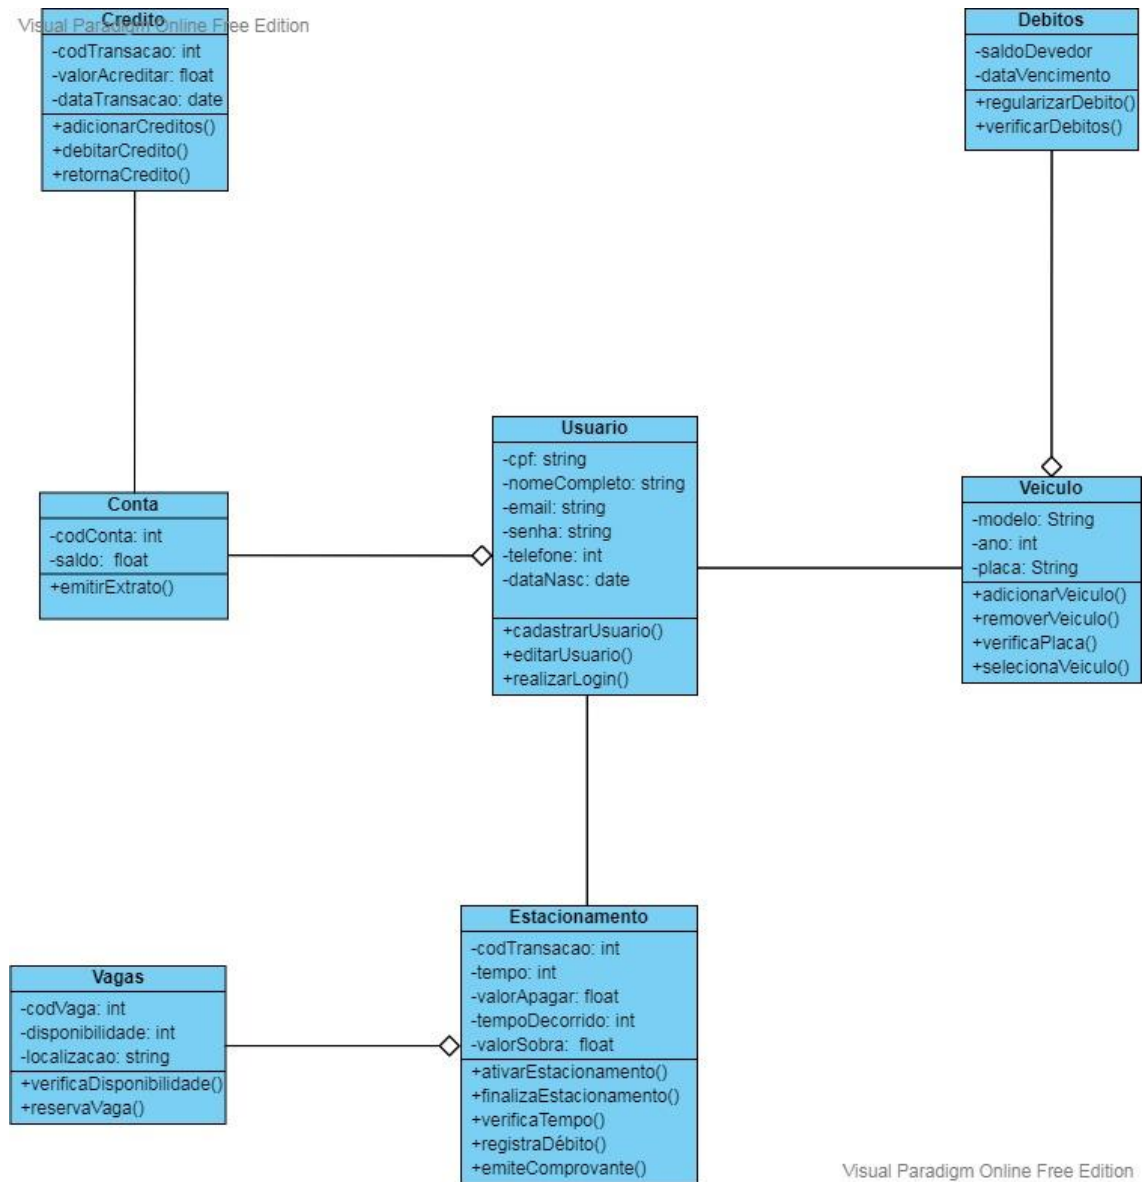 Visual Paradigm Online Free Edition
Credito
-codTransacao: int
-valorAcreditar: float
-dataTransacao: date
+adicionarCreditos()
+debitarCredito()
+retornaCredito()
Debitos
-saldoDevedor
-dataVencimento
+regularizarDebito()
+verificarDebitos()
Usuario
-cpf: string
-nomeCompleto: string
-email: string
-senha: string
-telefone: int
-dataNasc: date
+cadastrarUsuario()
+editarUsuario()
+realizarLogin()
Conta
-codConta: int
-saldo:  float
+emitirExtrato()
Veiculo
-modelo: String
-ano: int
-placa: String
+adicionarVeiculo()
+removerVeiculo()
+verificaPlaca()
+selecionaVeiculo()
Estacionamento
-codTransacao: int
-tempo: int
-valorApagar: float
-tempoDecorrido: int
-valorSobra:  float
+ativarEstacionamento()
+finalizaEstacionamento()
+verificaTempo()
+registraDébito()
+emiteComprovante()
Vagas
-codVaga: int
-disponibilidade: int
-localizacao: string
+verificaDisponibilidade()
+reservaVaga()
Visual Paradigm Online Free Edition